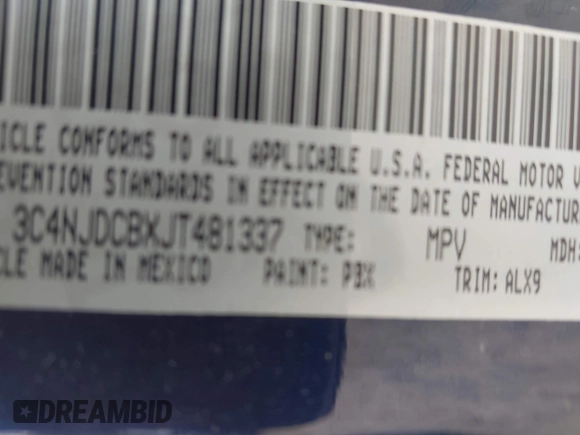 ICLE CONFORMS TO ALL APPLICABLE U.S.A. FEDERAL MOTOR V
EVENTION STANDARDS IN EFFECT ON THE DATE OF MANUFACTUR
3C4NJDCBXJT481337 TYPE: MPV MDH:
CLE MADE IN MEXICO PAINT: PBX TRIM: ALX9
DREAMBID